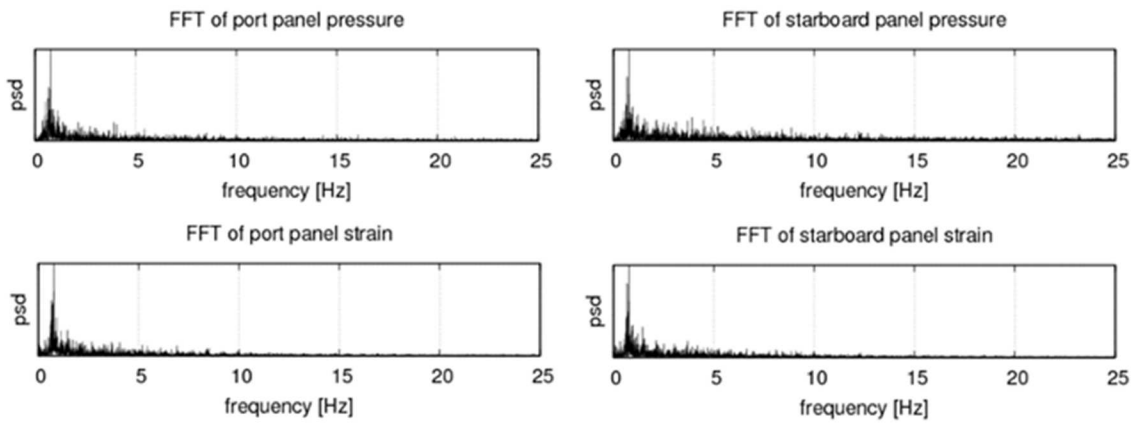 FFT of port panel pressure
psd
0 5 10 15 20 25
frequency [Hz]
FFT of starboard panel pressure
psd
0 5 10 15 20 25
frequency [Hz]
FFT of port panel strain
psd
0 5 10 15 20 25
frequency [Hz]
FFT of starboard panel strain
psd
0 5 10 15 20 25
frequency [Hz]